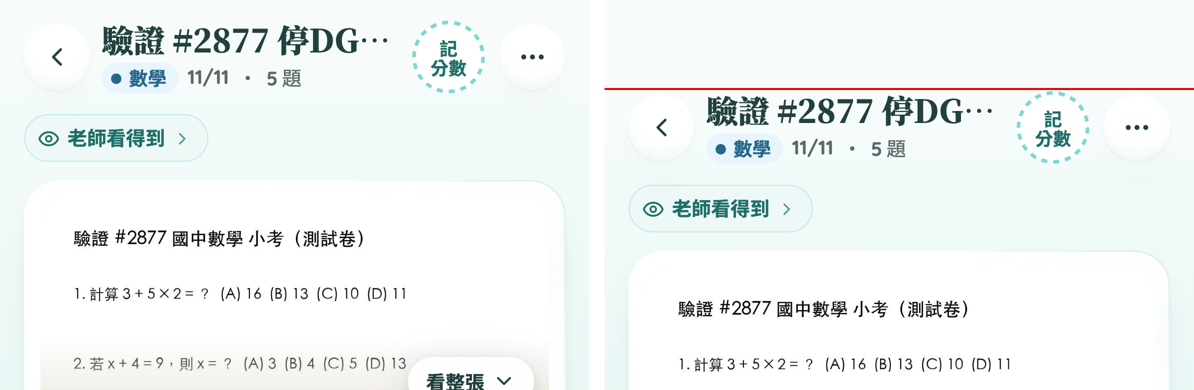 驗證 #2877 停DG…
記
分數
數學 11/11 • 5 題
老師看得到
驗證 #2877 國中數學 小考（測試卷）
1. 計算 3 + 5 × 2 = ？ (A) 16 (B) 13 (C) 10 (D) 11
2. 若 x + 4 = 9，則 x = ？ (A) 3 (B) 4 (C) 5 (D) 13
看整張
驗證 #2877 停DG…
記
分數
數學 11/11 • 5 題
老師看得到
驗證 #2877 國中數學 小考（測試卷）
1. 計算 3 + 5 × 2 = ？ (A) 16 (B) 13 (C) 10 (D) 11